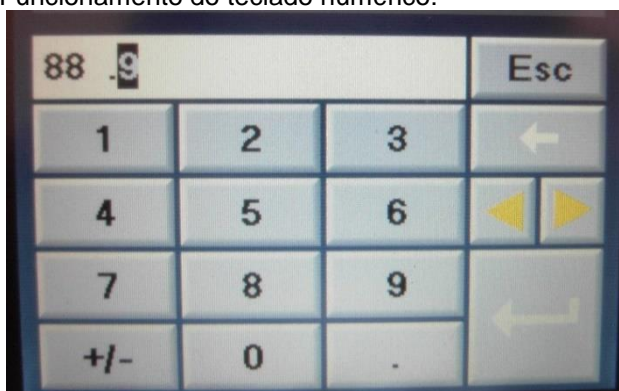 Funcionamento do teclado numérico:
88 .9 Esc
1 2 3
4 5 6
7 8 9
+/- 0 .